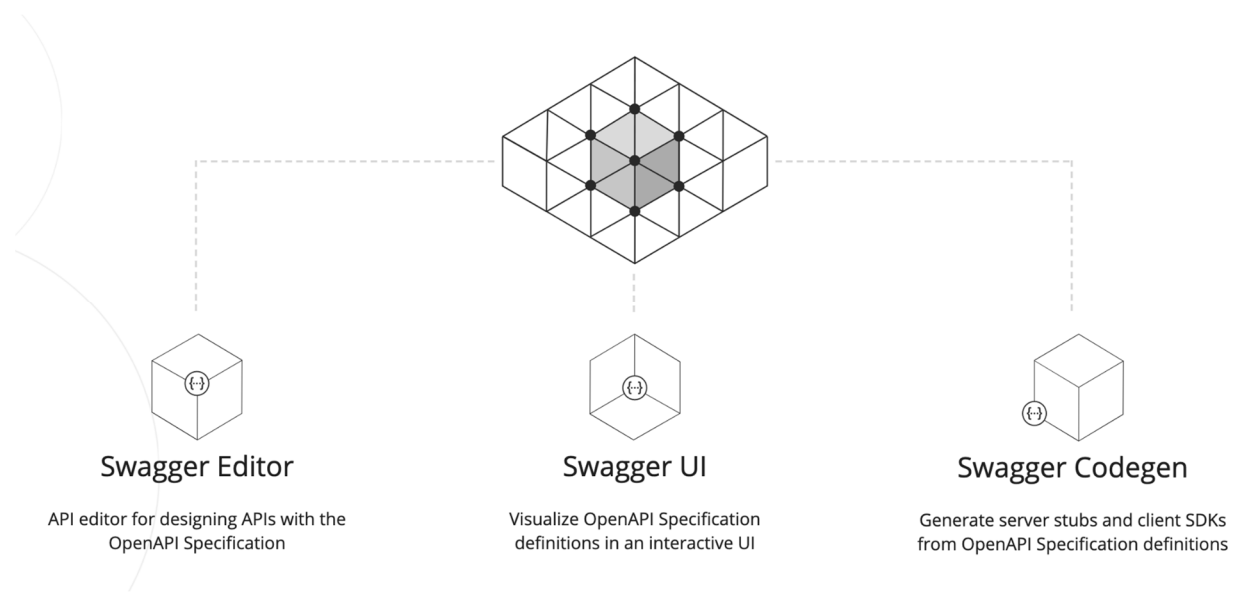 {··}
{··}
{··}
Swagger Editor
Swagger UI
Swagger Codegen
API editor for designing APIs with the
OpenAPI Specification
Visualize OpenAPI Specification
definitions in an interactive UI
Generate server stubs and client SDKs
from OpenAPI Specification definitions